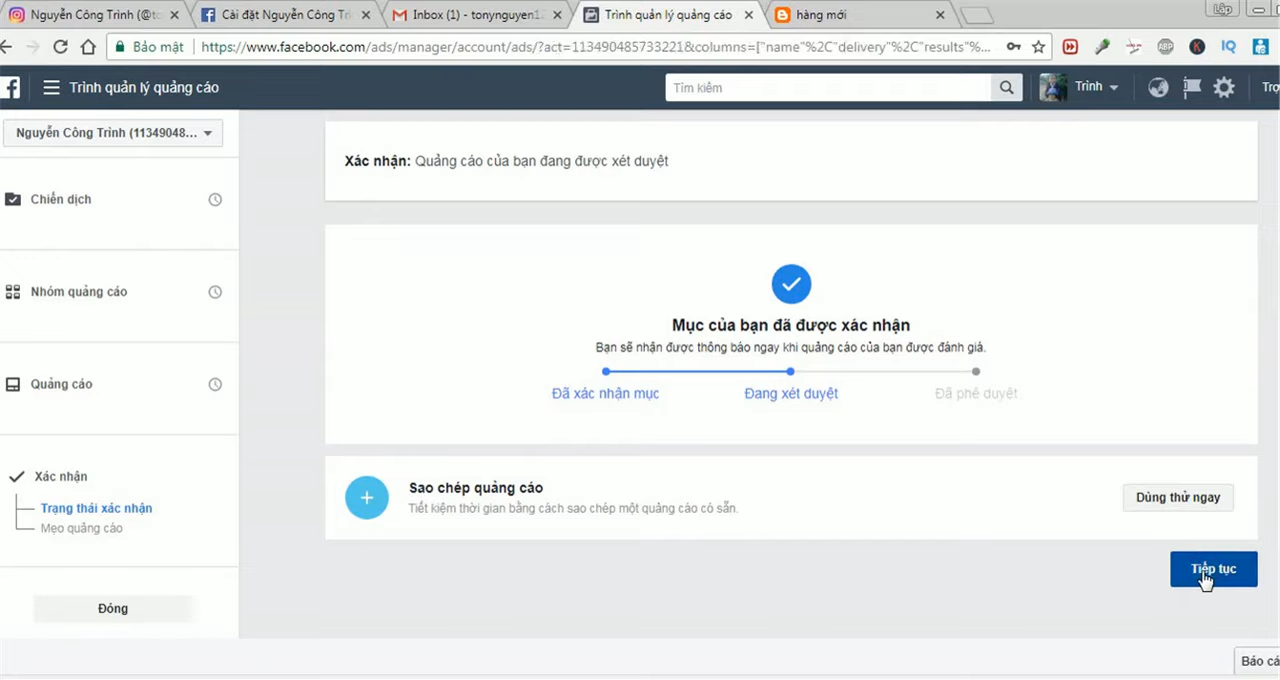 Nguyễn Công Trình (@to
Cài đặt Nguyễn Công Tr
Inbox (1) - tonynguyen1
Trình quản lý quảng cáo
hàng mới
Lập
Bảo mật
https://www.facebook.com/ads/manager/account/ads/?act=113490485733221&columns=["name"%2C"delivery"%2C"results"%...
ABP
K
IQ
Trình quản lý quảng cáo
Tìm kiếm
Trình
Trợ
Nguyễn Công Trình (11349048...
Xác nhận: Quảng cáo của bạn đang được xét duyệt
Chiến dịch
Nhóm quảng cáo
Quảng cáo
Xác nhận
Trạng thái xác nhận
Mẹo quảng cáo
Đóng
Mục của bạn đã được xác nhận
Bạn sẽ nhận được thông báo ngay khi quảng cáo của bạn được đánh giá.
Đã xác nhận mục
Đang xét duyệt
Đã phê duyệt
Sao chép quảng cáo
Tiết kiệm thời gian bằng cách sao chép một quảng cáo có sẵn.
Dùng thử ngay
Tiếp tục
Báo cá